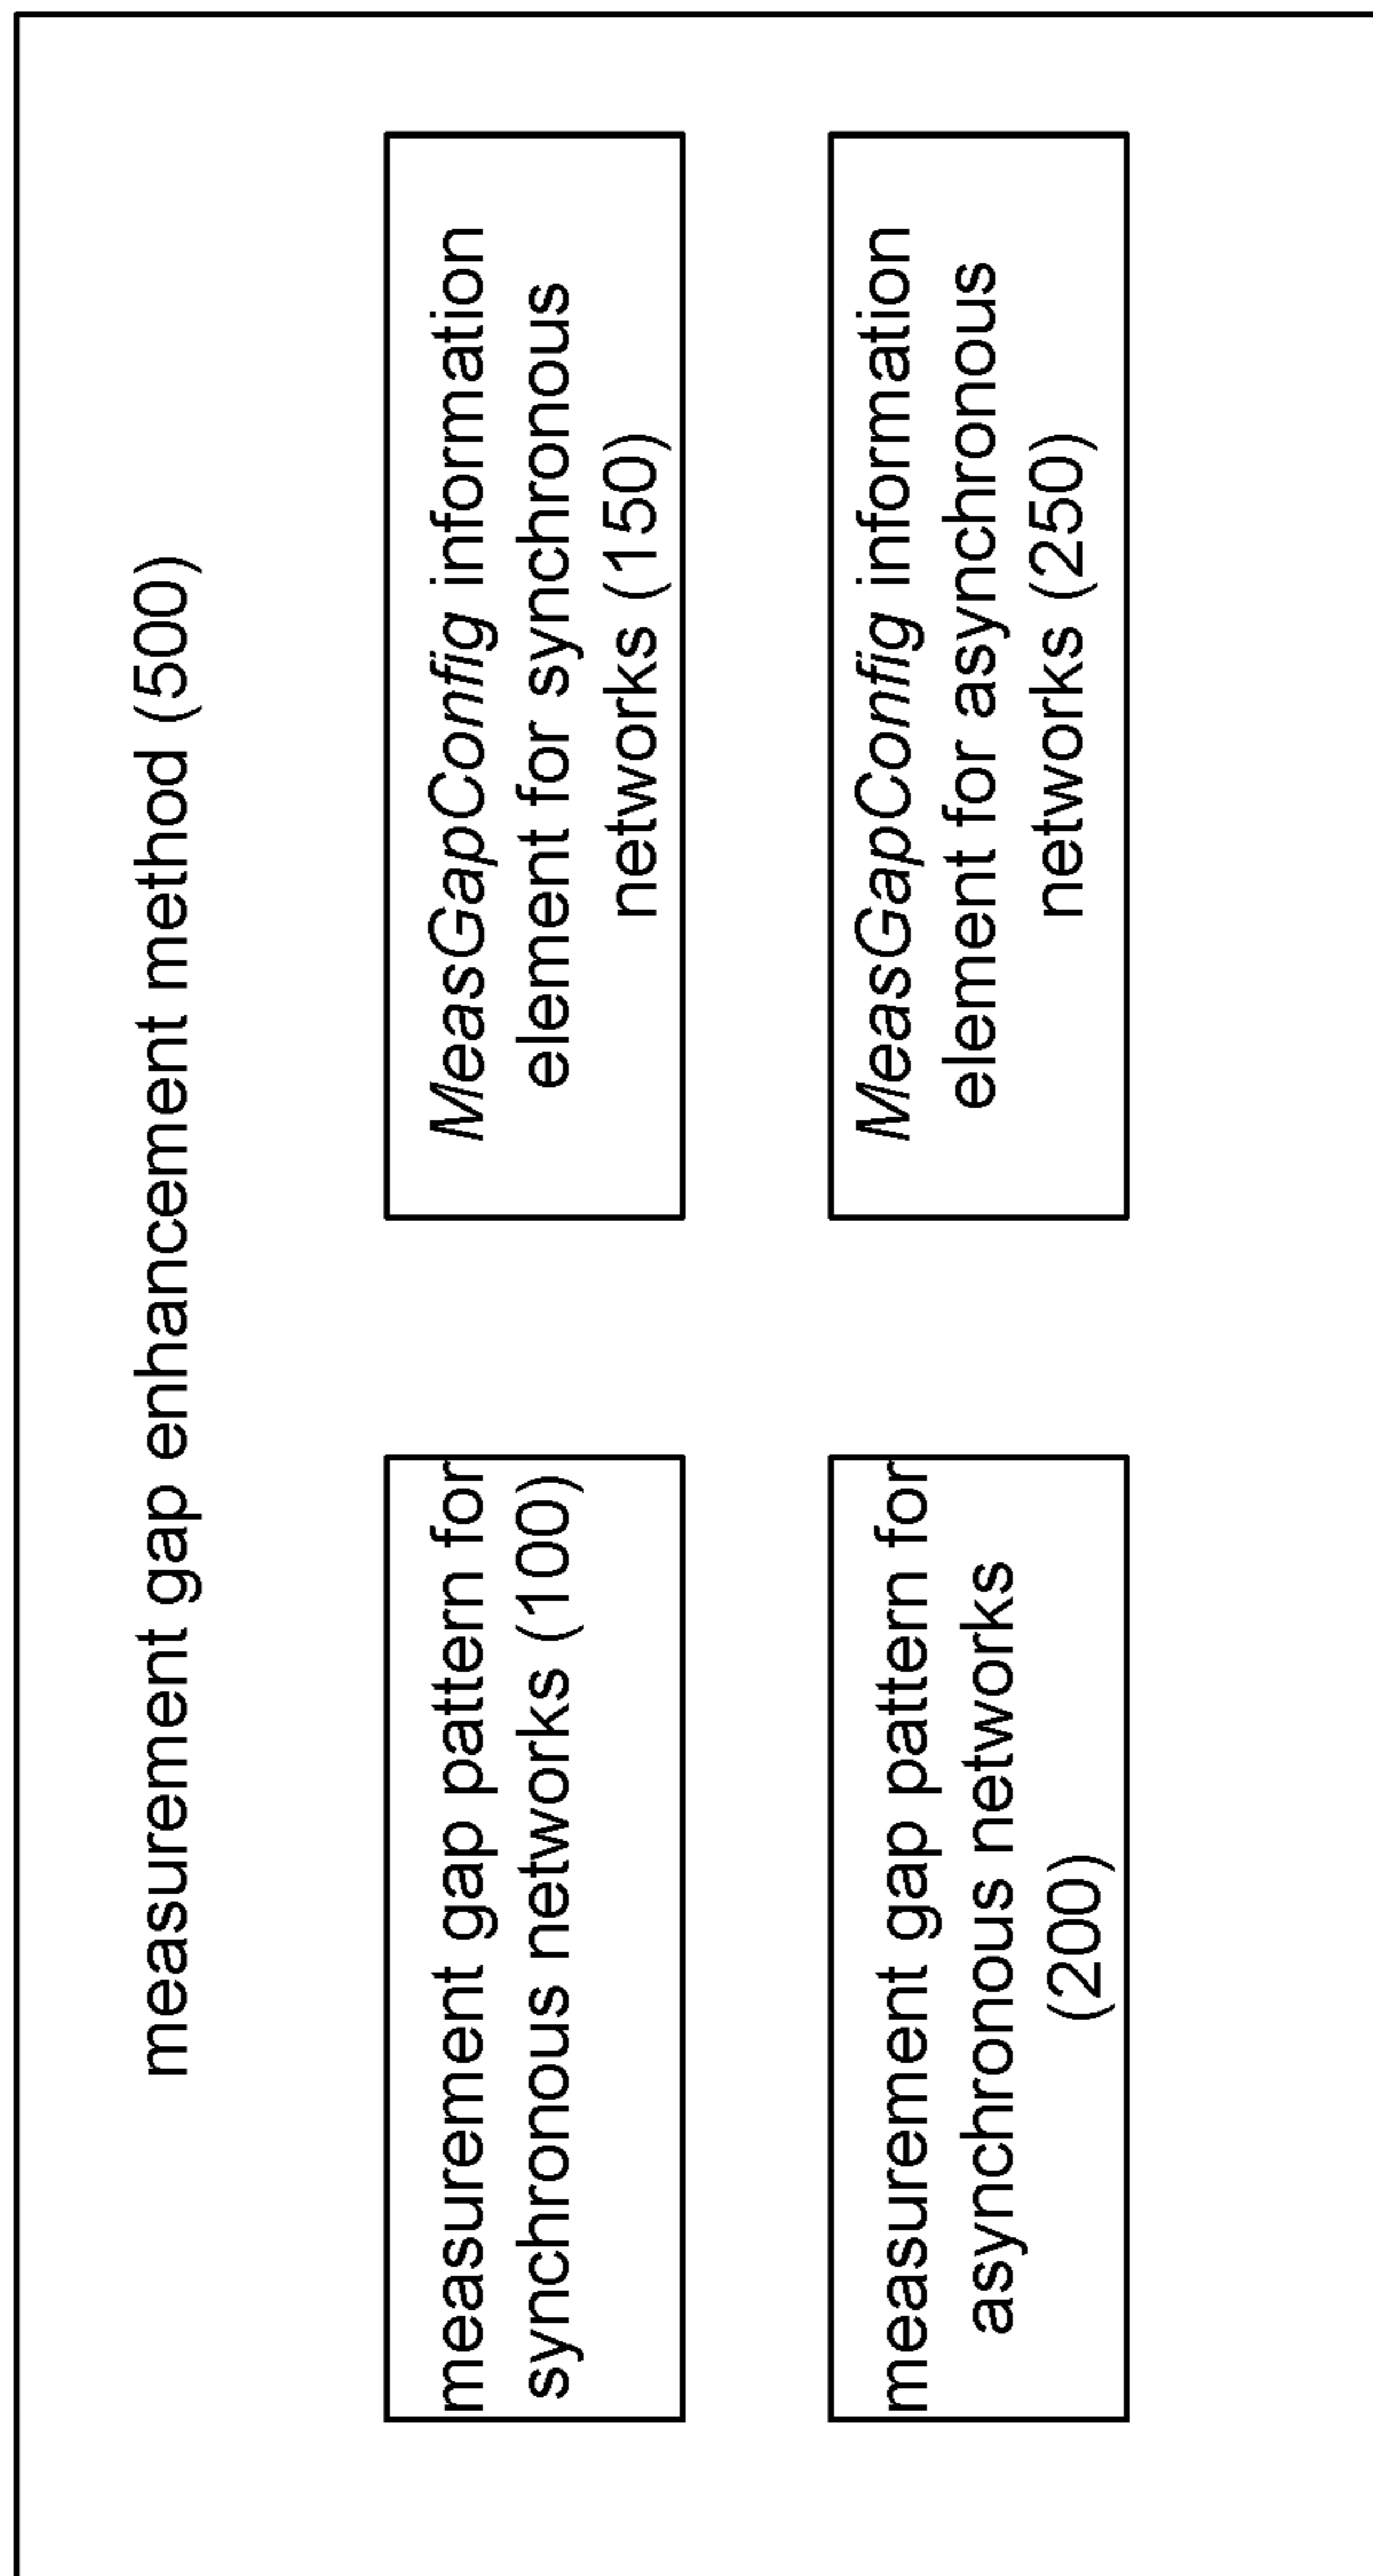 measurement gap enhancement method (500)
measurement gap pattern for
synchronous networks (100)
MeasGapConfig information
element for synchronous
networks (150)
measurement gap pattern for
asynchronous networks
(200)
MeasGapConfig information
element for asynchronous
networks (250)